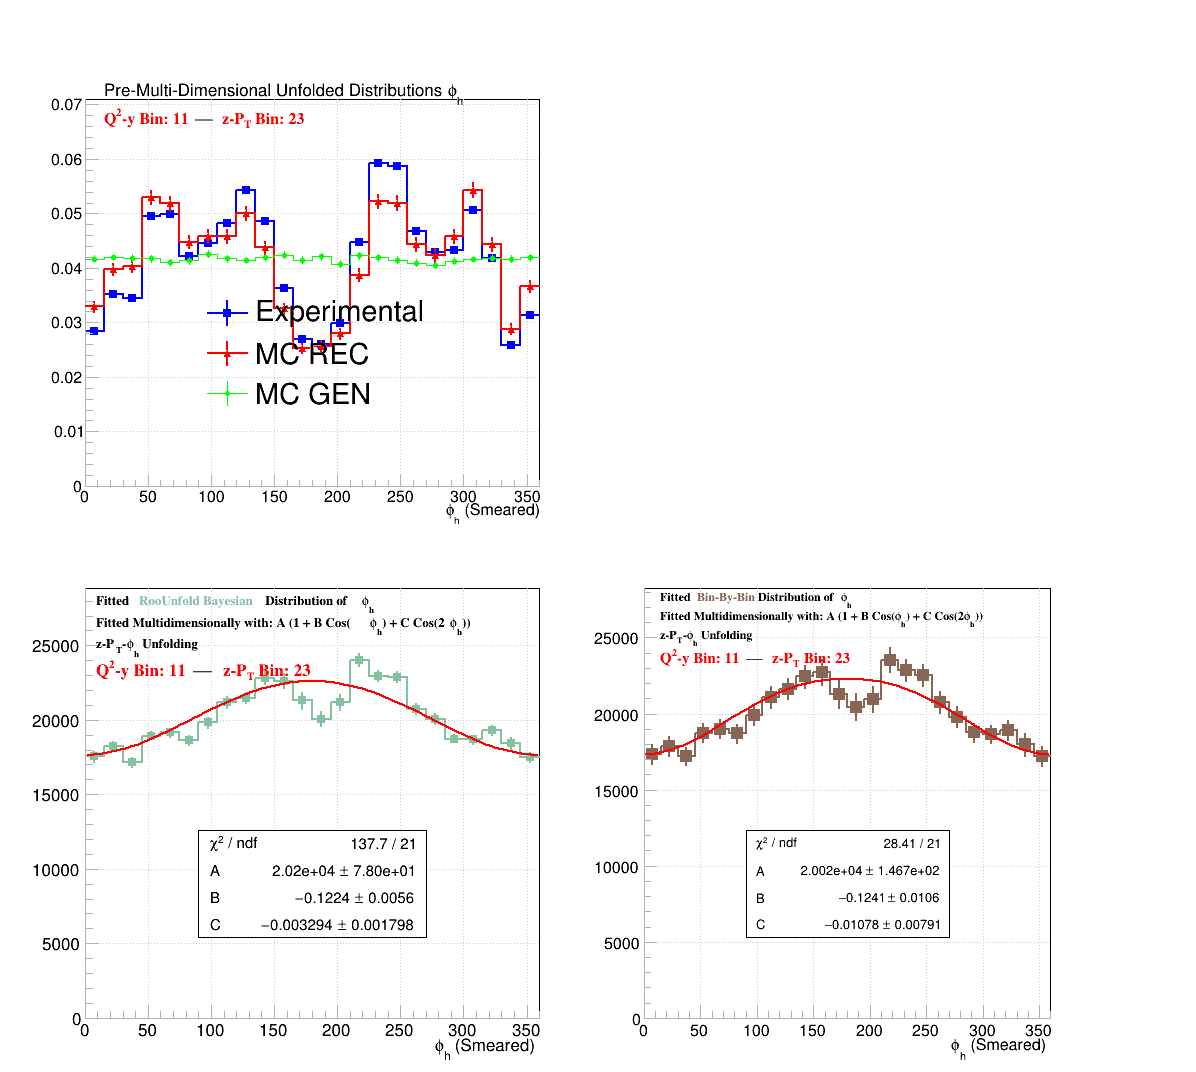 Pre-Multi-Dimensional Unfolded Distributions ϕh
Q²-y Bin: 11 — z-PT Bin: 23
0.07
0.06
0.05
0.04
0.03
0.02
0.01
0
Experimental
MC REC
MC GEN
0 50 100 150 200 250 300 350
ϕh (Smeared)
Fitted RooUnfold Bayesian Distribution of ϕh
Fitted Multidimensionally with: A (1 + B Cos( ϕh) + C Cos(2 ϕh))
z-PT-ϕh Unfolding
Q²-y Bin: 11 — z-PT Bin: 23
25000
20000
15000
10000
5000
0
χ² / ndf 137.7 / 21
A 2.02e+04 ± 7.80e+01
B −0.1224 ± 0.0056
C −0.003294 ± 0.001798
0 50 100 150 200 250 300 350
ϕh (Smeared)
Fitted Bin-By-Bin Distribution of ϕh
Fitted Multidimensionally with: A (1 + B Cos(ϕh) + C Cos(2ϕh))
z-PT-ϕh Unfolding
Q²-y Bin: 11 — z-PT Bin: 23
25000
20000
15000
10000
5000
0
χ² / ndf 28.41 / 21
A 2.002e+04 ± 1.467e+02
B −0.1241 ± 0.0106
C −0.01078 ± 0.00791
0 50 100 150 200 250 300 350
ϕh (Smeared)